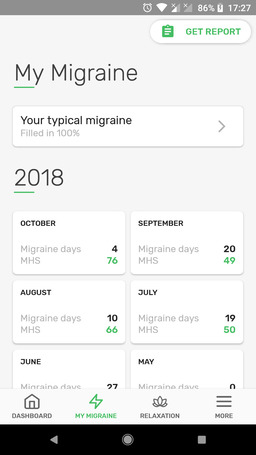 86% 17:27
GET REPORT
My Migraine
Your typical migraine
Filled in 100%
2018
OCTOBER
Migraine days 4
MHS 76
SEPTEMBER
Migraine days 20
MHS 49
AUGUST
Migraine days 10
MHS 66
JULY
Migraine days 19
MHS 50
JUNE
Migraine days 27
MAY
Migraine days 0
DASHBOARD MY MIGRAINE RELAXATION MORE